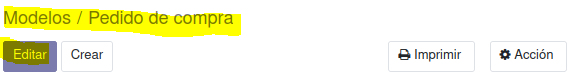 Modelos / Pedido de compra
Editar Crear Imprimir Acción